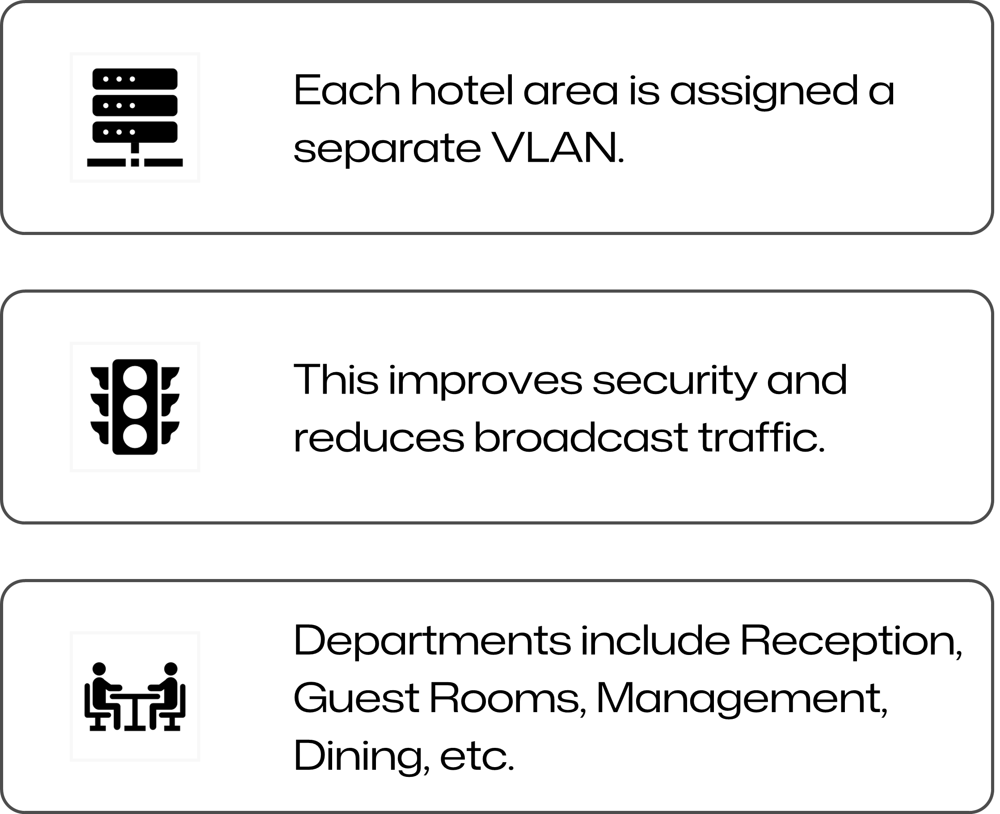 Each hotel area is assigned a
separate VLAN.
This improves security and
reduces broadcast traffic.
Departments include Reception,
Guest Rooms, Management,
Dining, etc.